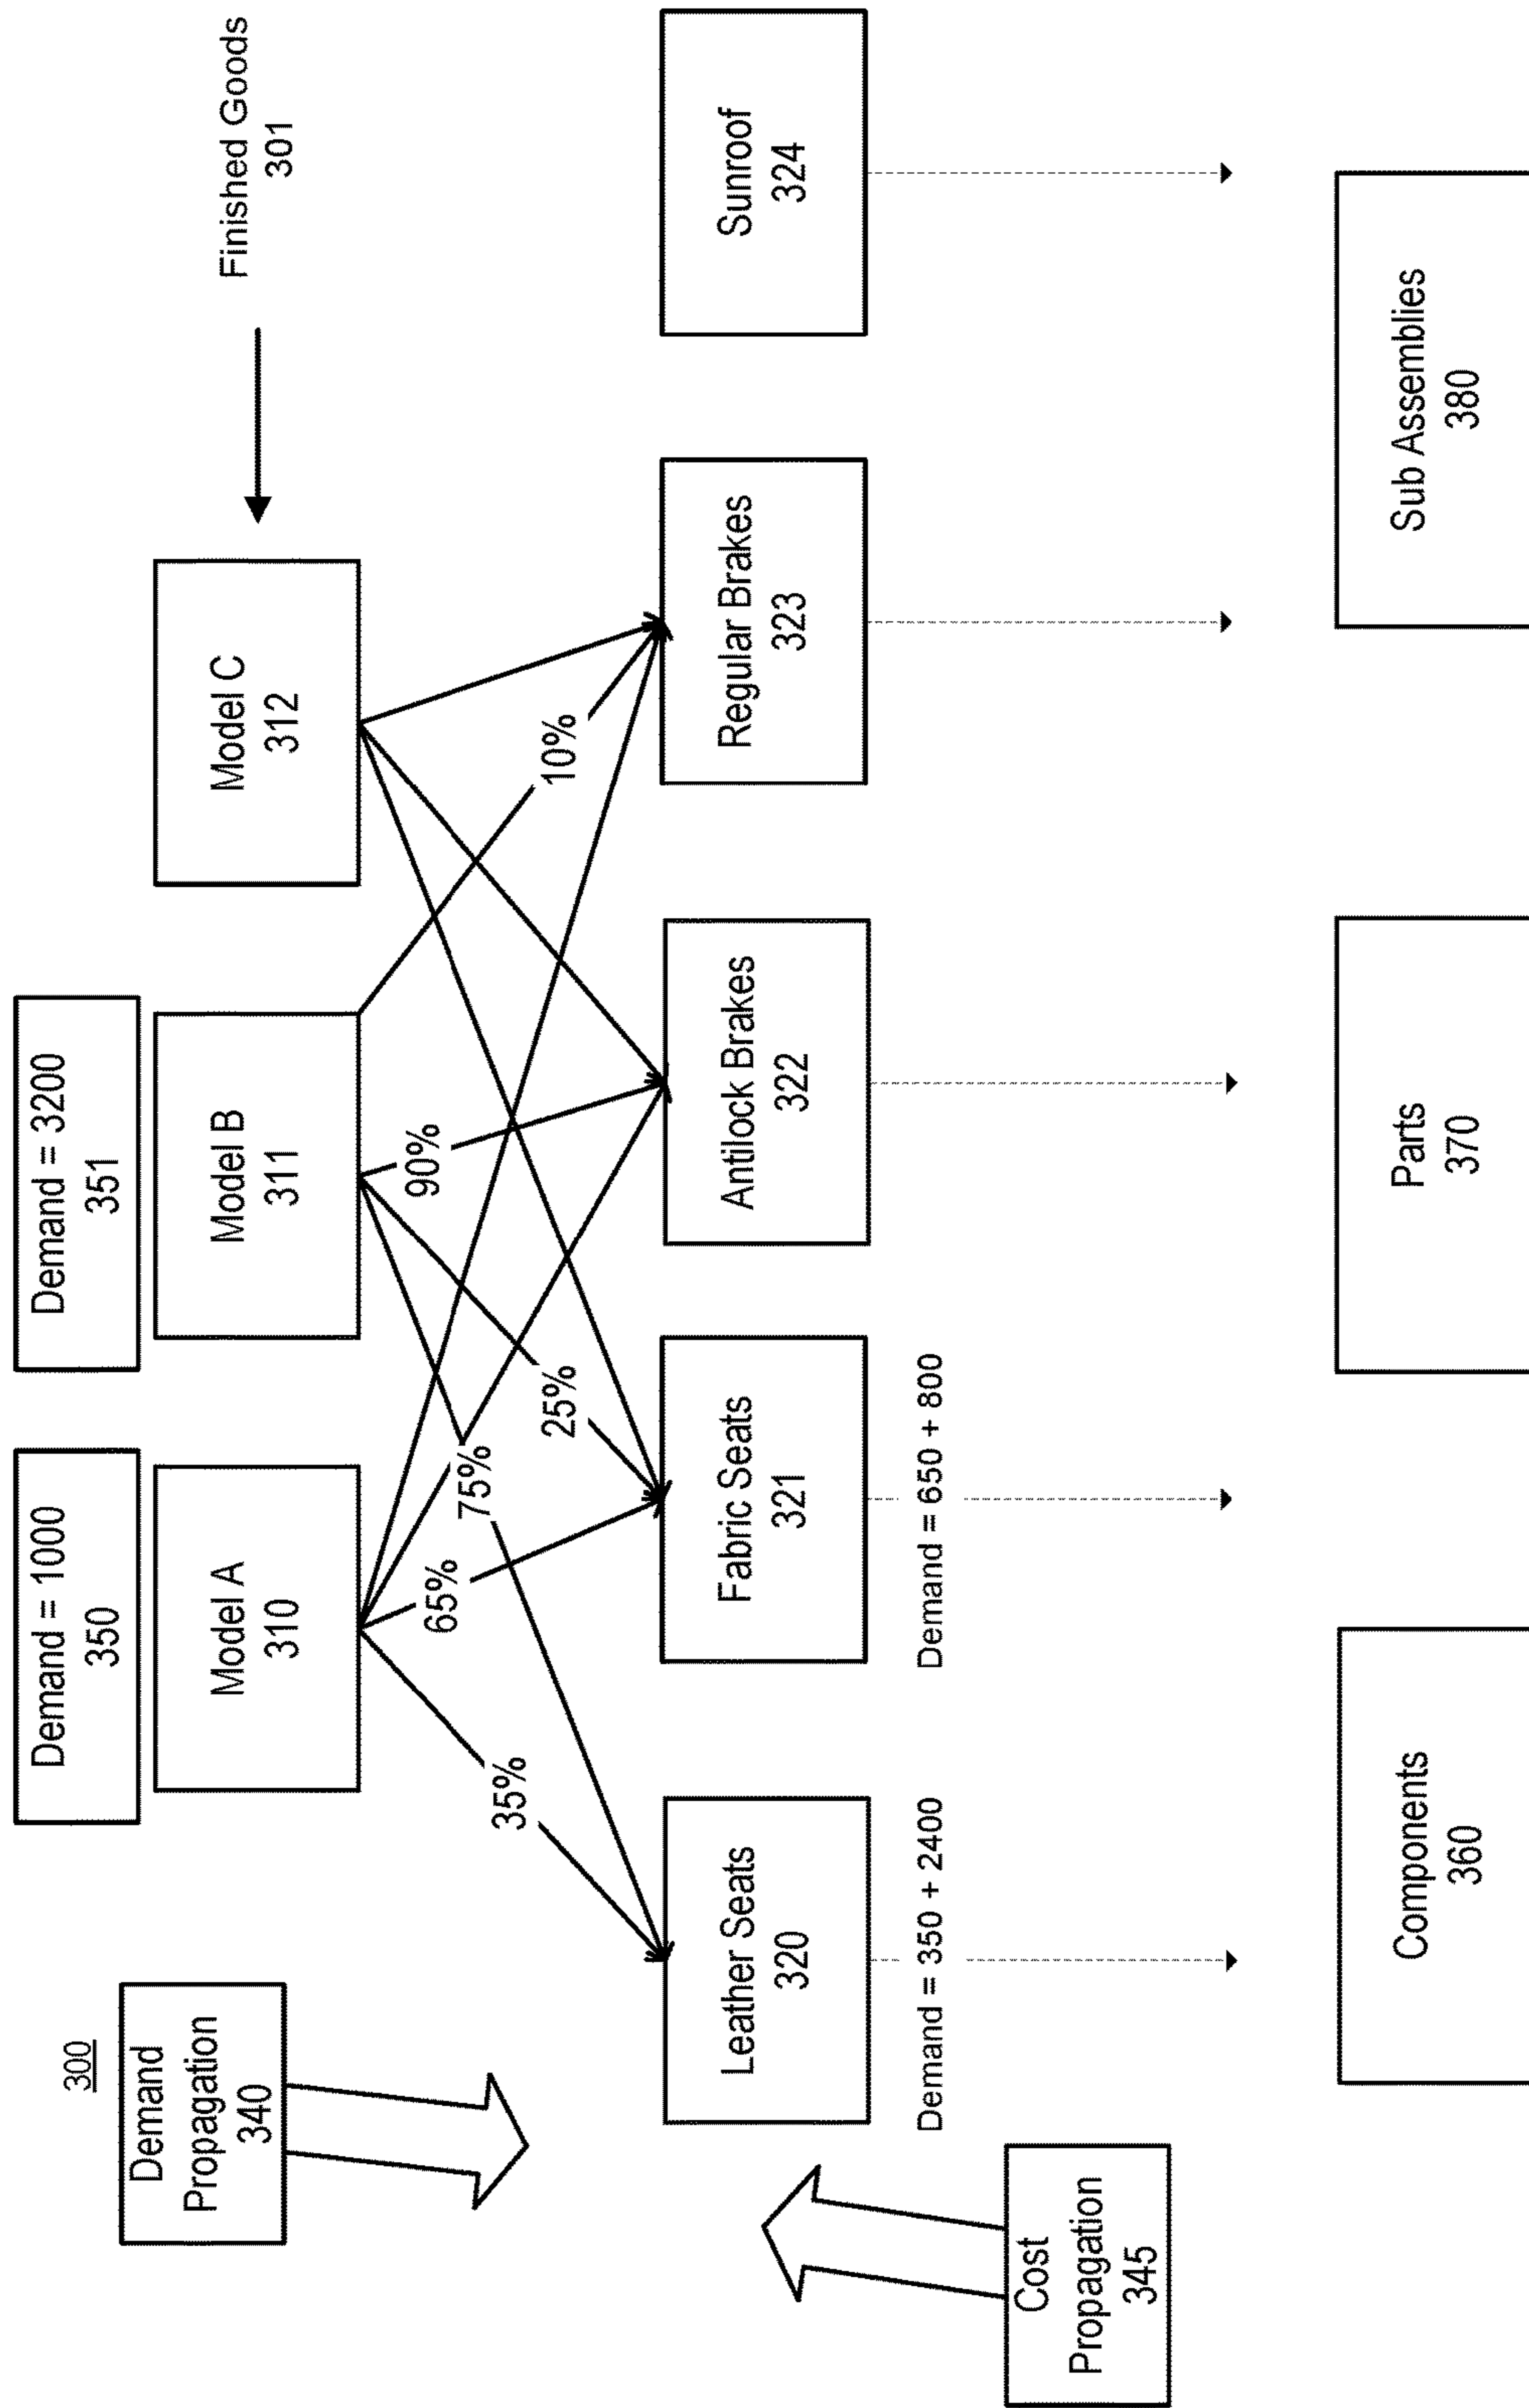 300
Demand
Propagation
340
Demand = 1000
350
Demand = 3200
351
Model A
310
Model B
311
Model C
312
Finished Goods
301
35%
65%
75%
25%
90%
10%
Leather Seats
320
Fabric Seats
321
Antilock Brakes
322
Regular Brakes
323
Sunroof
324
Demand = 350 + 2400
Demand = 650 + 800
Cost
Propagation
345
Components
360
Parts
370
Sub Assemblies
380